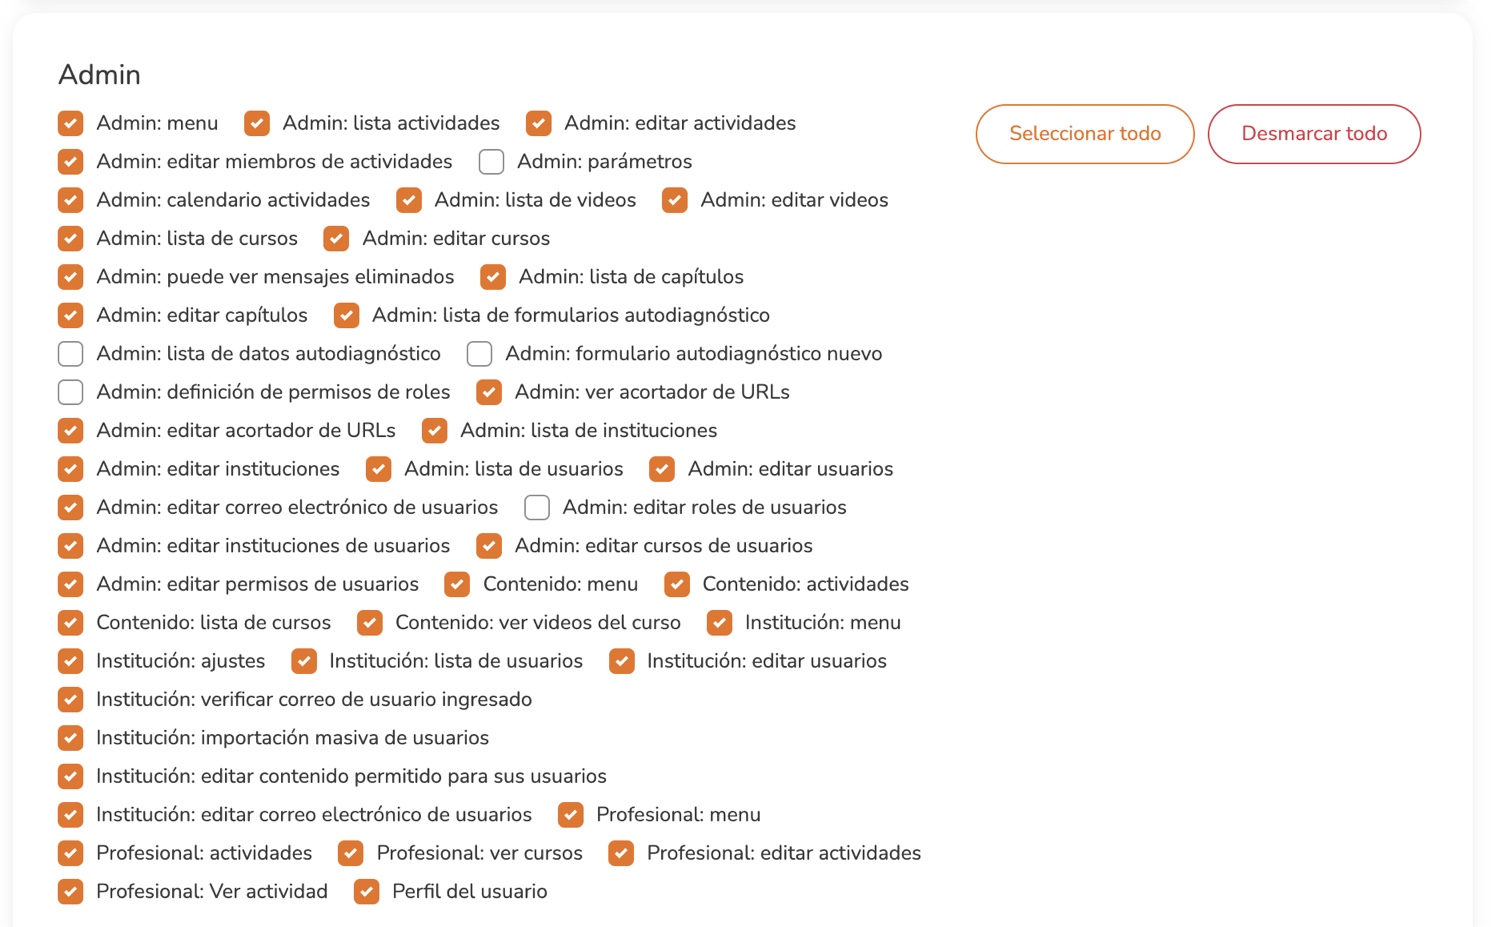 Admin
Admin: menu Admin: lista actividades Admin: editar actividades
Seleccionar todo Desmarcar todo
Admin: editar miembros de actividades Admin: parámetros
Admin: calendario actividades Admin: lista de videos Admin: editar videos
Admin: lista de cursos Admin: editar cursos
Admin: puede ver mensajes eliminados Admin: lista de capítulos
Admin: editar capítulos Admin: lista de formularios autodiagnóstico
Admin: lista de datos autodiagnóstico Admin: formulario autodiagnóstico nuevo
Admin: definición de permisos de roles Admin: ver acortador de URLs
Admin: editar acortador de URLs Admin: lista de instituciones
Admin: editar instituciones Admin: lista de usuarios Admin: editar usuarios
Admin: editar correo electrónico de usuarios Admin: editar roles de usuarios
Admin: editar instituciones de usuarios Admin: editar cursos de usuarios
Admin: editar permisos de usuarios Contenido: menu Contenido: actividades
Contenido: lista de cursos Contenido: ver videos del curso Institución: menu
Institución: ajustes Institución: lista de usuarios Institución: editar usuarios
Institución: verificar correo de usuario ingresado
Institución: importación masiva de usuarios
Institución: editar contenido permitido para sus usuarios
Institución: editar correo electrónico de usuarios Profesional: menu
Profesional: actividades Profesional: ver cursos Profesional: editar actividades
Profesional: Ver actividad Perfil del usuario